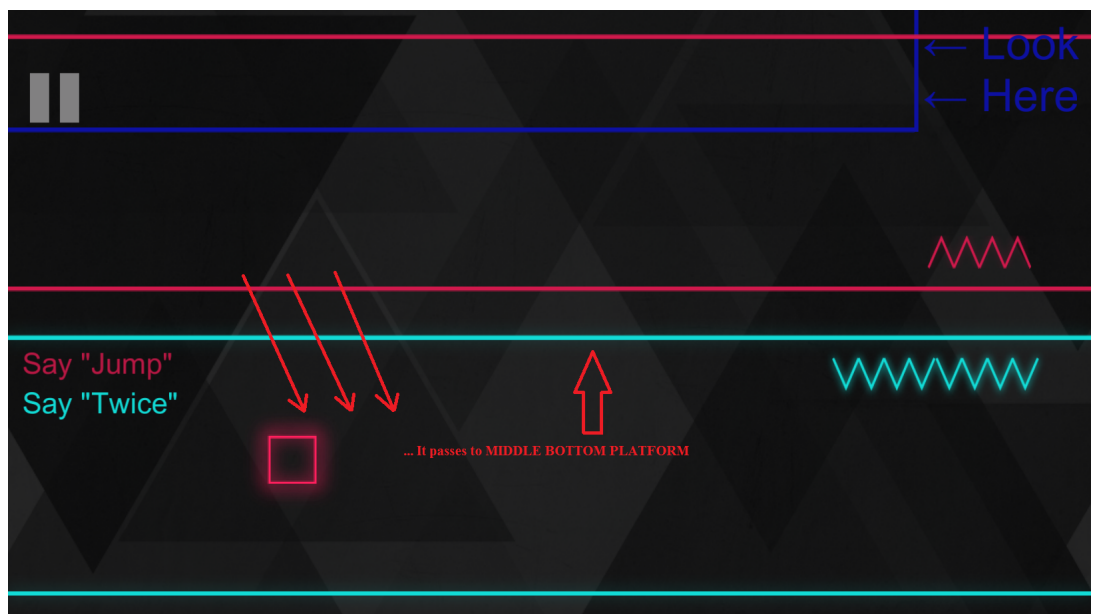 ← Look
← Here
Say "Jump"
Say "Twice"
... It passes to MIDDLE BOTTOM PLATFORM